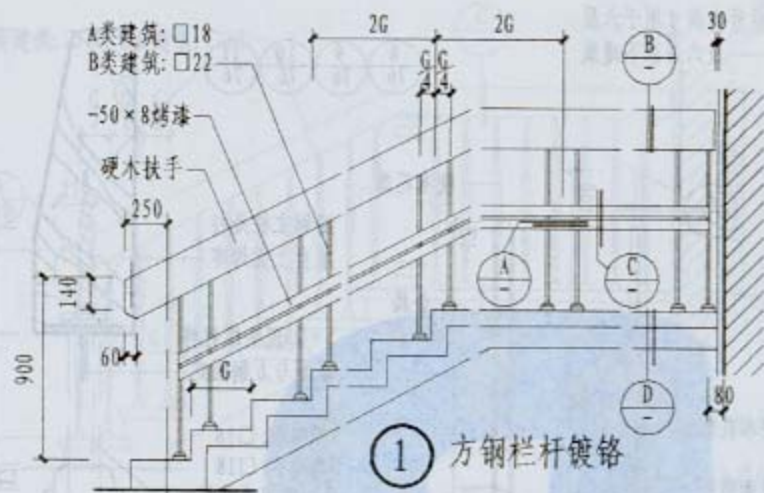 2G 2G 30
A类建筑: □18
B类建筑: □22
G/4 G/4
B
–
-50×8烤漆
硬木扶手
250
140
A
–
C
–
60
G
900
D
–
80
1 方钢栏杆镀铬